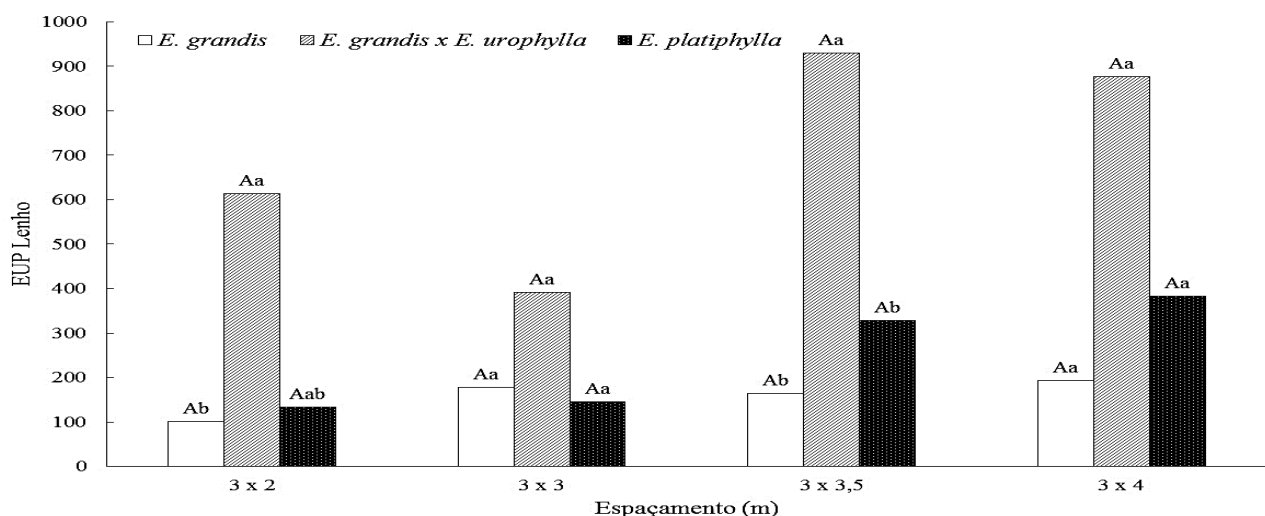 1000
E. grandis E. grandis x E. urophylla E. platiphylla
900
800
700
600
500
400
300
200
100
0
EUP Lenho
Ab Aa Aab
Aa Aa Aa
Ab Aa Ab
Aa Aa Aa
3 x 2 3 x 3 3 x 3,5 3 x 4
Espaçamento (m)